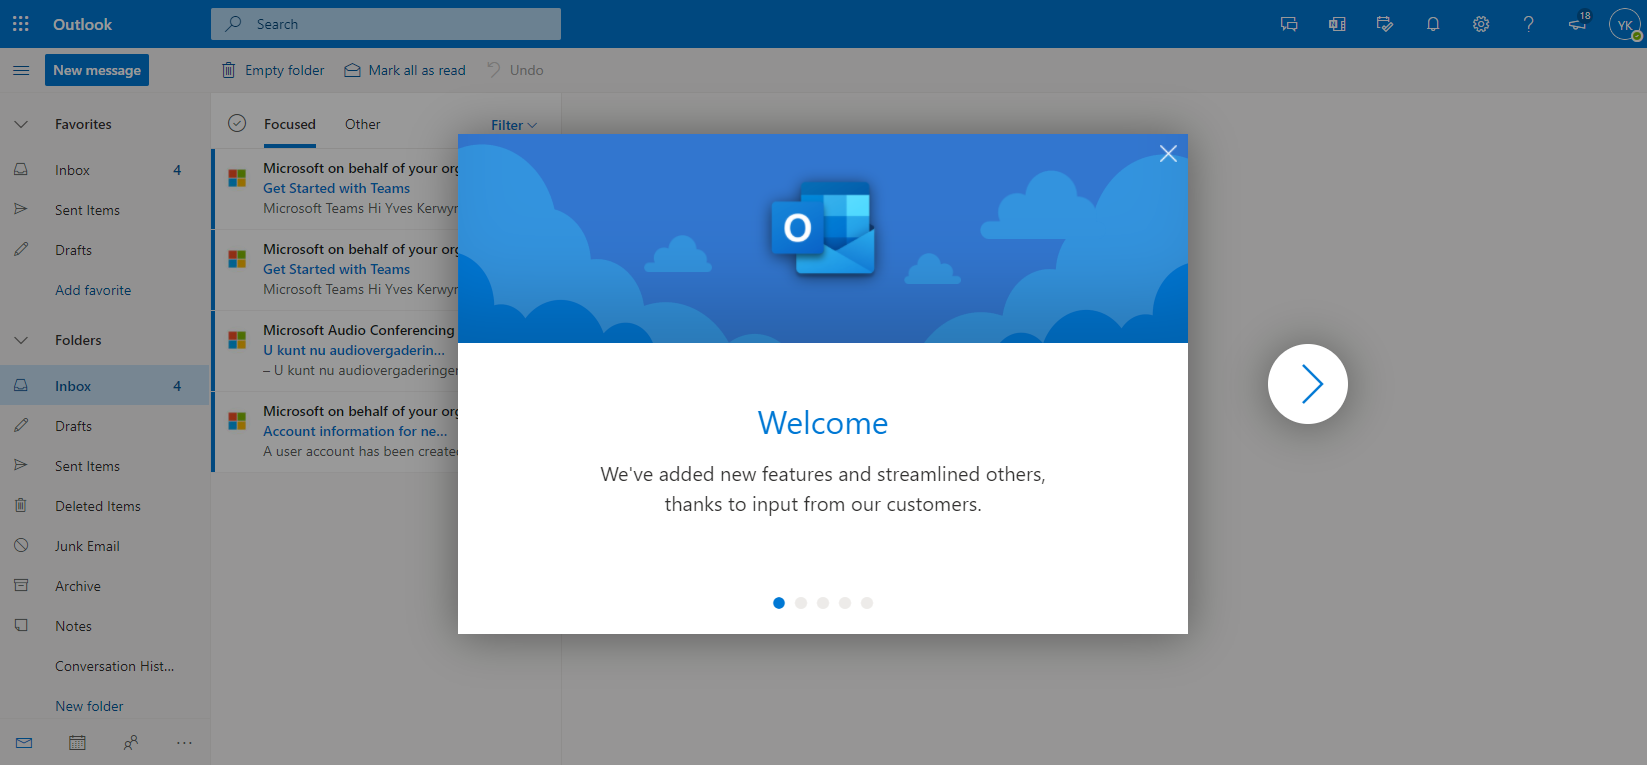 Outlook
Search
18
YK
New message
Empty folder
Mark all as read
Undo
Favorites
Inbox 4
Sent Items
Drafts
Add favorite
Folders
Inbox 4
Drafts
Sent Items
Deleted Items
Junk Email
Archive
Notes
Conversation Hist...
New folder
Focused
Other
Filter
Microsoft on behalf of your org
Get Started with Teams
Microsoft Teams Hi Yves Kerwyn
Microsoft on behalf of your org
Get Started with Teams
Microsoft Teams Hi Yves Kerwyn
Microsoft Audio Conferencing
U kunt nu audiovergaderin...
– U kunt nu audiovergaderingen
Microsoft on behalf of your org
Account information for ne...
A user account has been created
O
Welcome
We've added new features and streamlined others,
thanks to input from our customers.